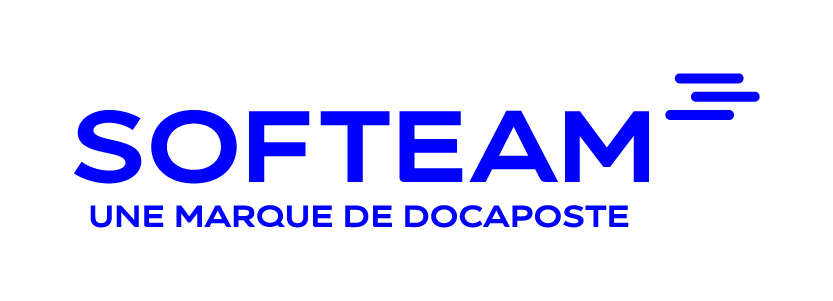 SOFTEAM
UNE MARQUE DE DOCAPOSTE